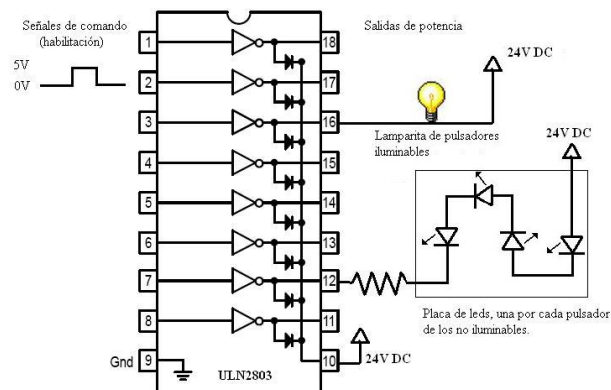 Señales de comando
(habilitación)
5V
0V
Salidas de potencia
24V DC
Lamparita de pulsadores
iluminables
24V DC
1
2
3
4
5
6
7
8
Gnd 9
18
17
16
15
14
13
12
11
10
24V DC
ULN2803
Placa de leds, una por cada pulsador
de los no iluminables.